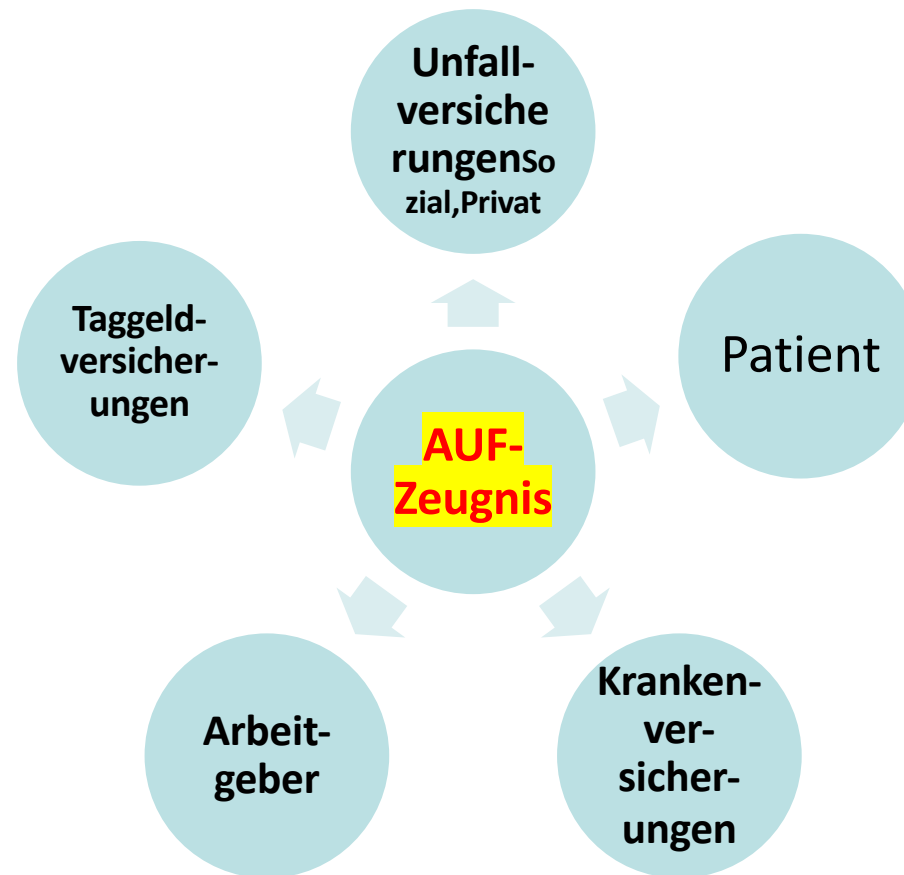 Unfall-
versiche
rungenSo
zial,Privat
Taggeld-
versicher-
ungen
Patient
AUF-
Zeugnis
Arbeit-
geber
Kranken-
ver-
sicher-
ungen